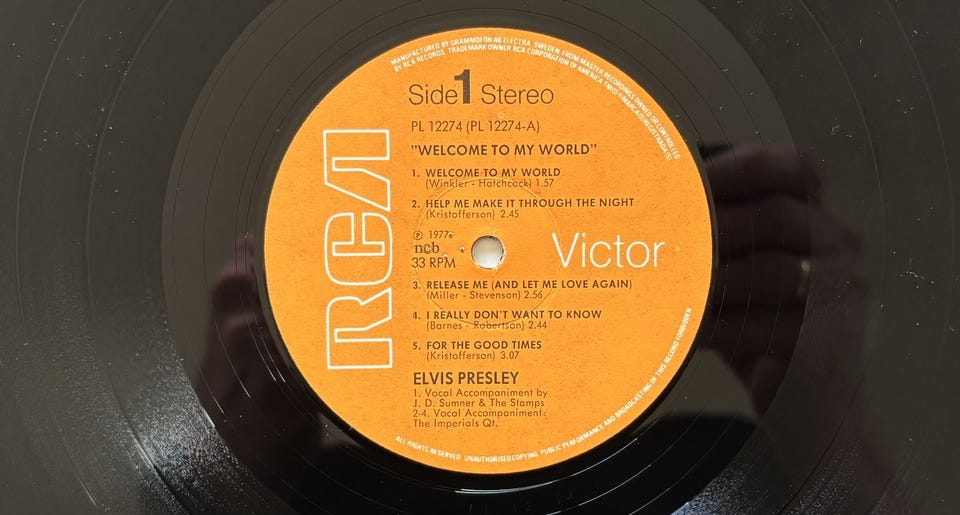 MANUFACTURED BY GRAMMOFON AB ELECTRA, SWEDEN, FROM MASTER RECORDINGS OWNED OR CONTROLLED
BY RCA RECORDS. TRADEMARK OWNER RCA CORPORATION OF AMERICA. TMK(S) ® MARCA(S) REGISTRADA(S)
Side 1 Stereo
PL 12274 (PL 12274-A)
"WELCOME TO MY WORLD"
1. WELCOME TO MY WORLD
(Winkler - Hatchcock) 1.57
2. HELP ME MAKE IT THROUGH THE NIGHT
(Kristofferson) 2.45
℗ 1977
ncb
33 RPM
RCA
Victor
3. RELEASE ME (AND LET ME LOVE AGAIN)
(Miller - Stevenson) 2.56
4. I REALLY DON'T WANT TO KNOW
(Barnes - Robertson) 2.44
5. FOR THE GOOD TIMES
(Kristofferson) 3.07
ELVIS PRESLEY
1. Vocal Accompaniment by
J. D. Sumner & The Stamps
2-4. Vocal Accompaniment:
The Imperials Qt.
ALL RIGHTS RESERVED UNAUTHORISED COPYING PUBLIC PERFORMANCE AND BROADCASTING OF THIS RECORD FORBIDDEN